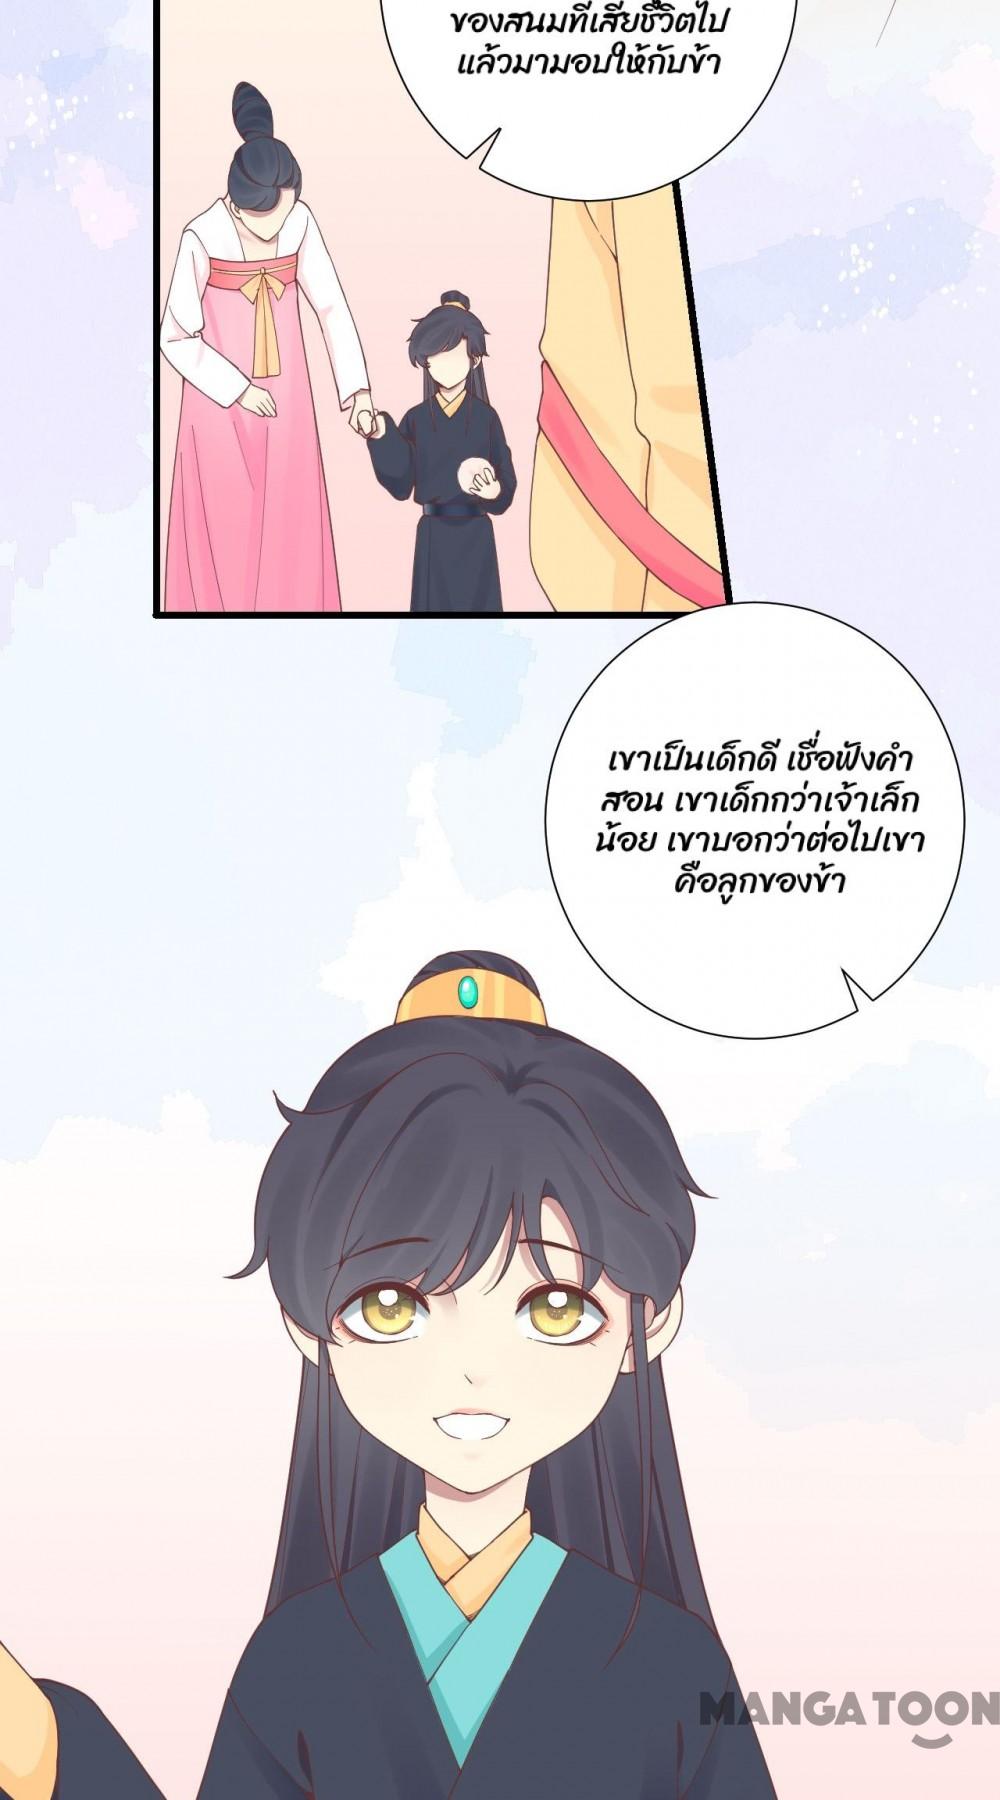 ของสนมที่เสียชีวิตไป
แล้วมามอบให้กับข้า
เขาเป็นเด็กดี เชื่อฟังคำ
สอน เขาเด็กกว่าเจ้าเล็ก
น้อย เขาบอกว่าต่อไปเขา
คือลูกของข้า
MANGATOON